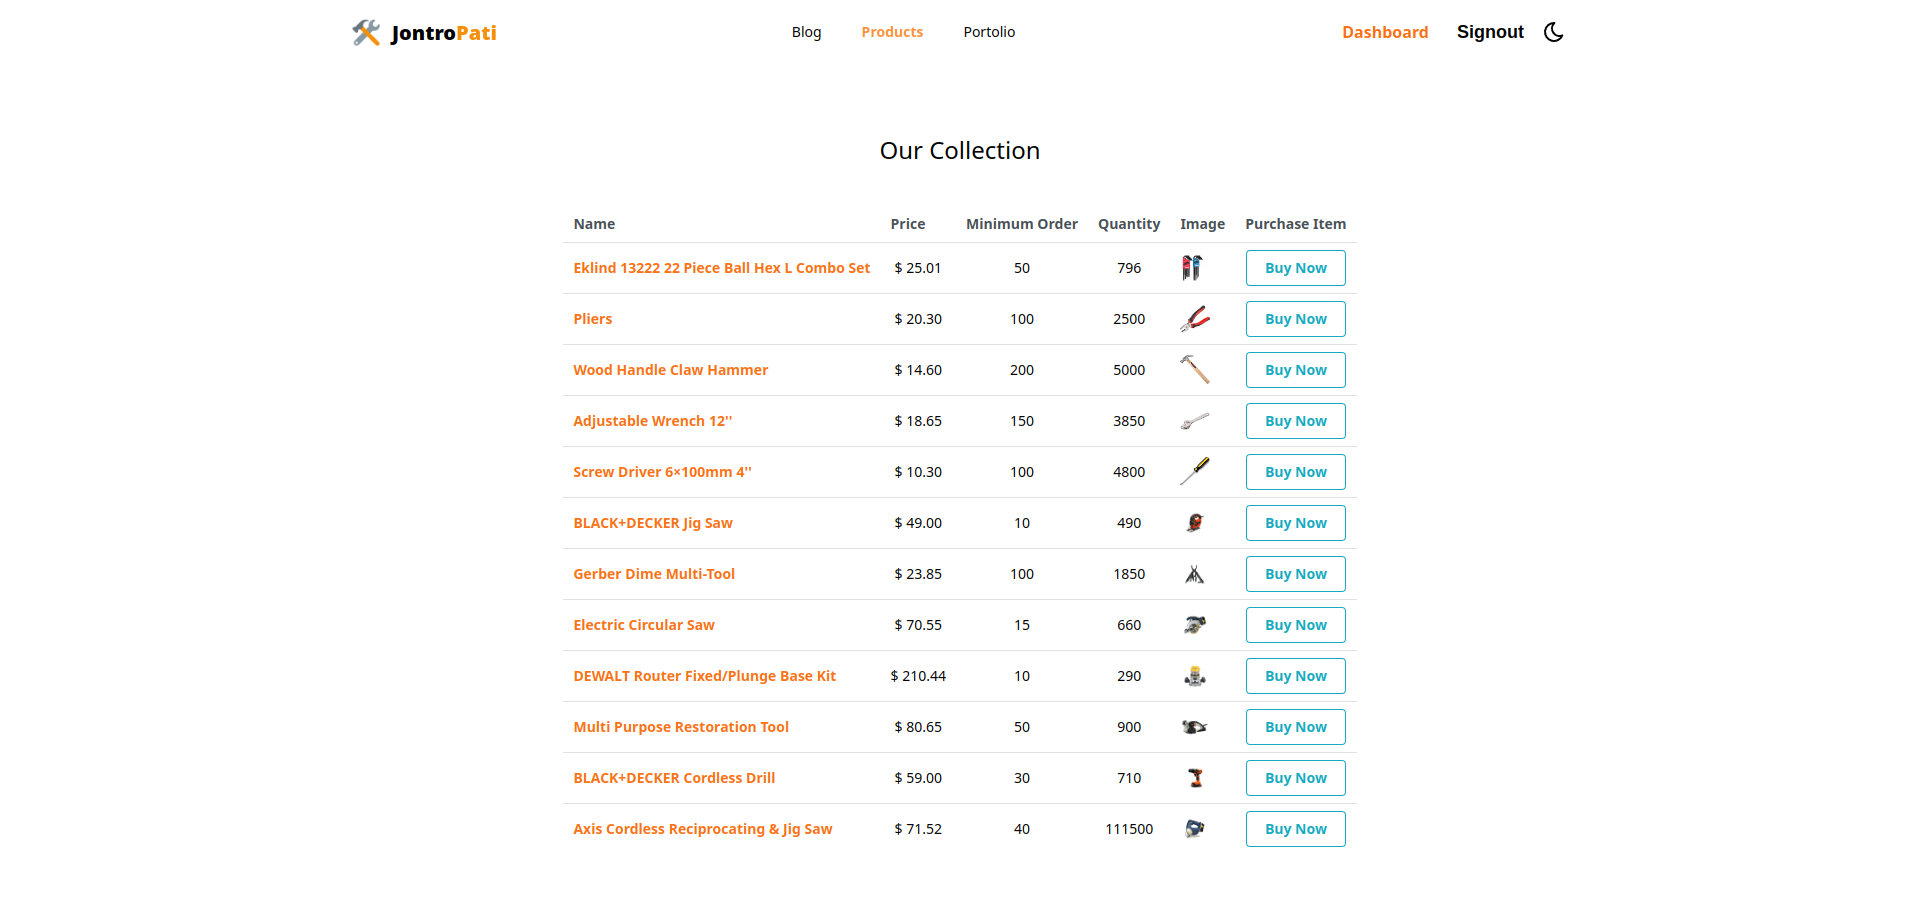 JontroPati Blog Products Portolio Dashboard Signout
Our Collection
Name Price Minimum Order Quantity Image Purchase Item
Eklind 13222 22 Piece Ball Hex L Combo Set $ 25.01 50 796 Buy Now
Pliers $ 20.30 100 2500 Buy Now
Wood Handle Claw Hammer $ 14.60 200 5000 Buy Now
Adjustable Wrench 12'' $ 18.65 150 3850 Buy Now
Screw Driver 6×100mm 4'' $ 10.30 100 4800 Buy Now
BLACK+DECKER Jig Saw $ 49.00 10 490 Buy Now
Gerber Dime Multi-Tool $ 23.85 100 1850 Buy Now
Electric Circular Saw $ 70.55 15 660 Buy Now
DEWALT Router Fixed/Plunge Base Kit $ 210.44 10 290 Buy Now
Multi Purpose Restoration Tool $ 80.65 50 900 Buy Now
BLACK+DECKER Cordless Drill $ 59.00 30 710 Buy Now
Axis Cordless Reciprocating & Jig Saw $ 71.52 40 111500 Buy Now